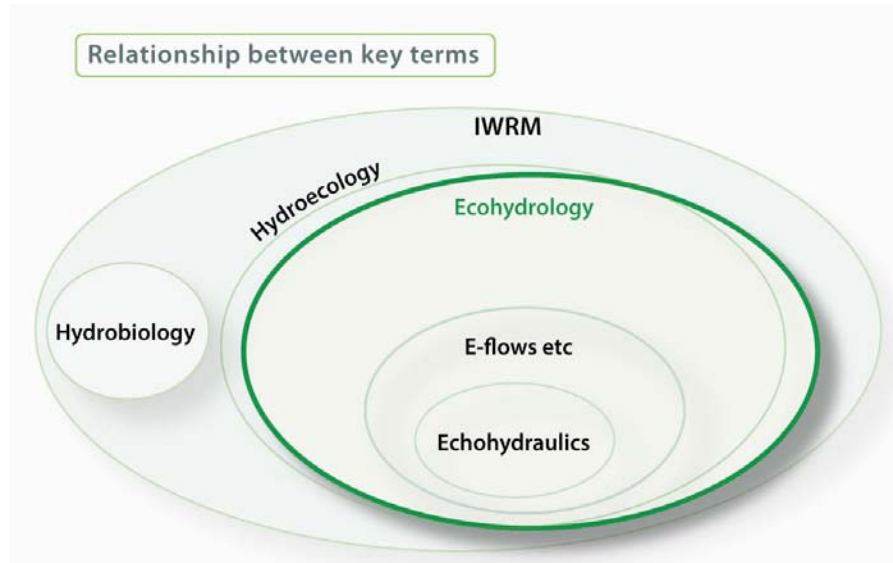 Relationship between key terms
IWRM
Hydroecology
Ecohydrology
Hydrobiology
E-flows etc
Echohydraulics